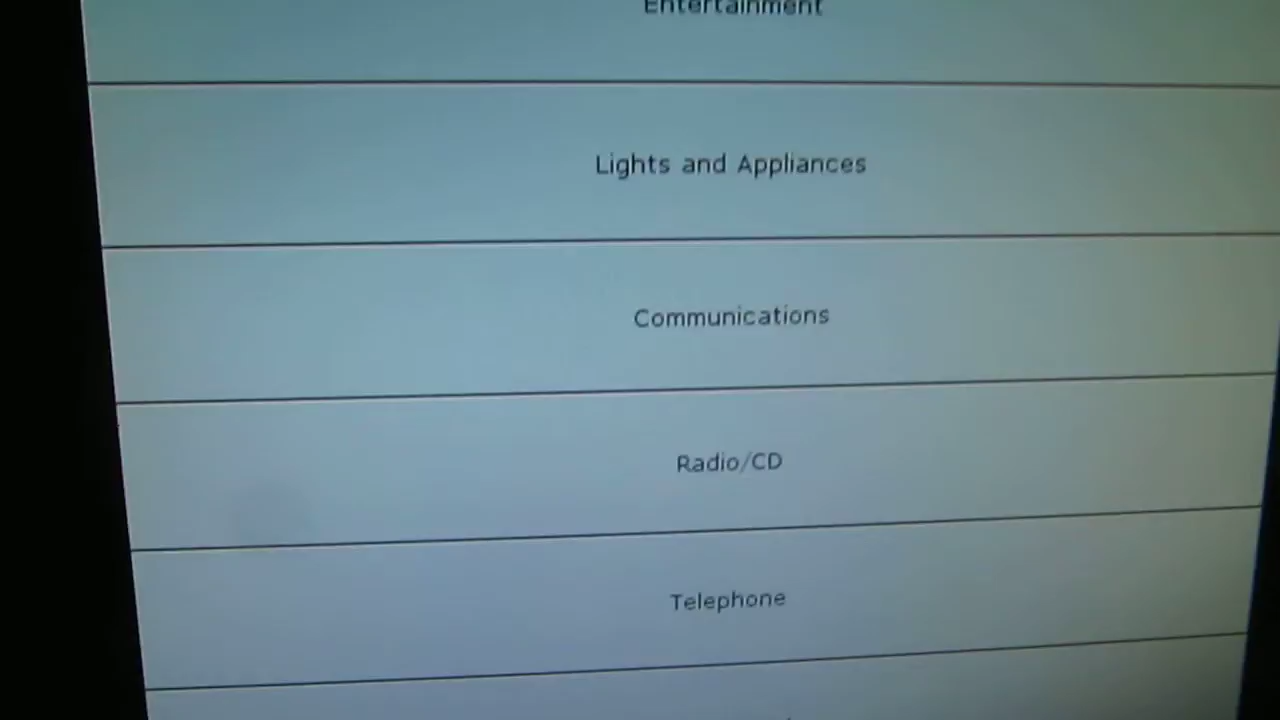 Entertainment
Lights and Appliances
Communications
Radio/CD
Telephone